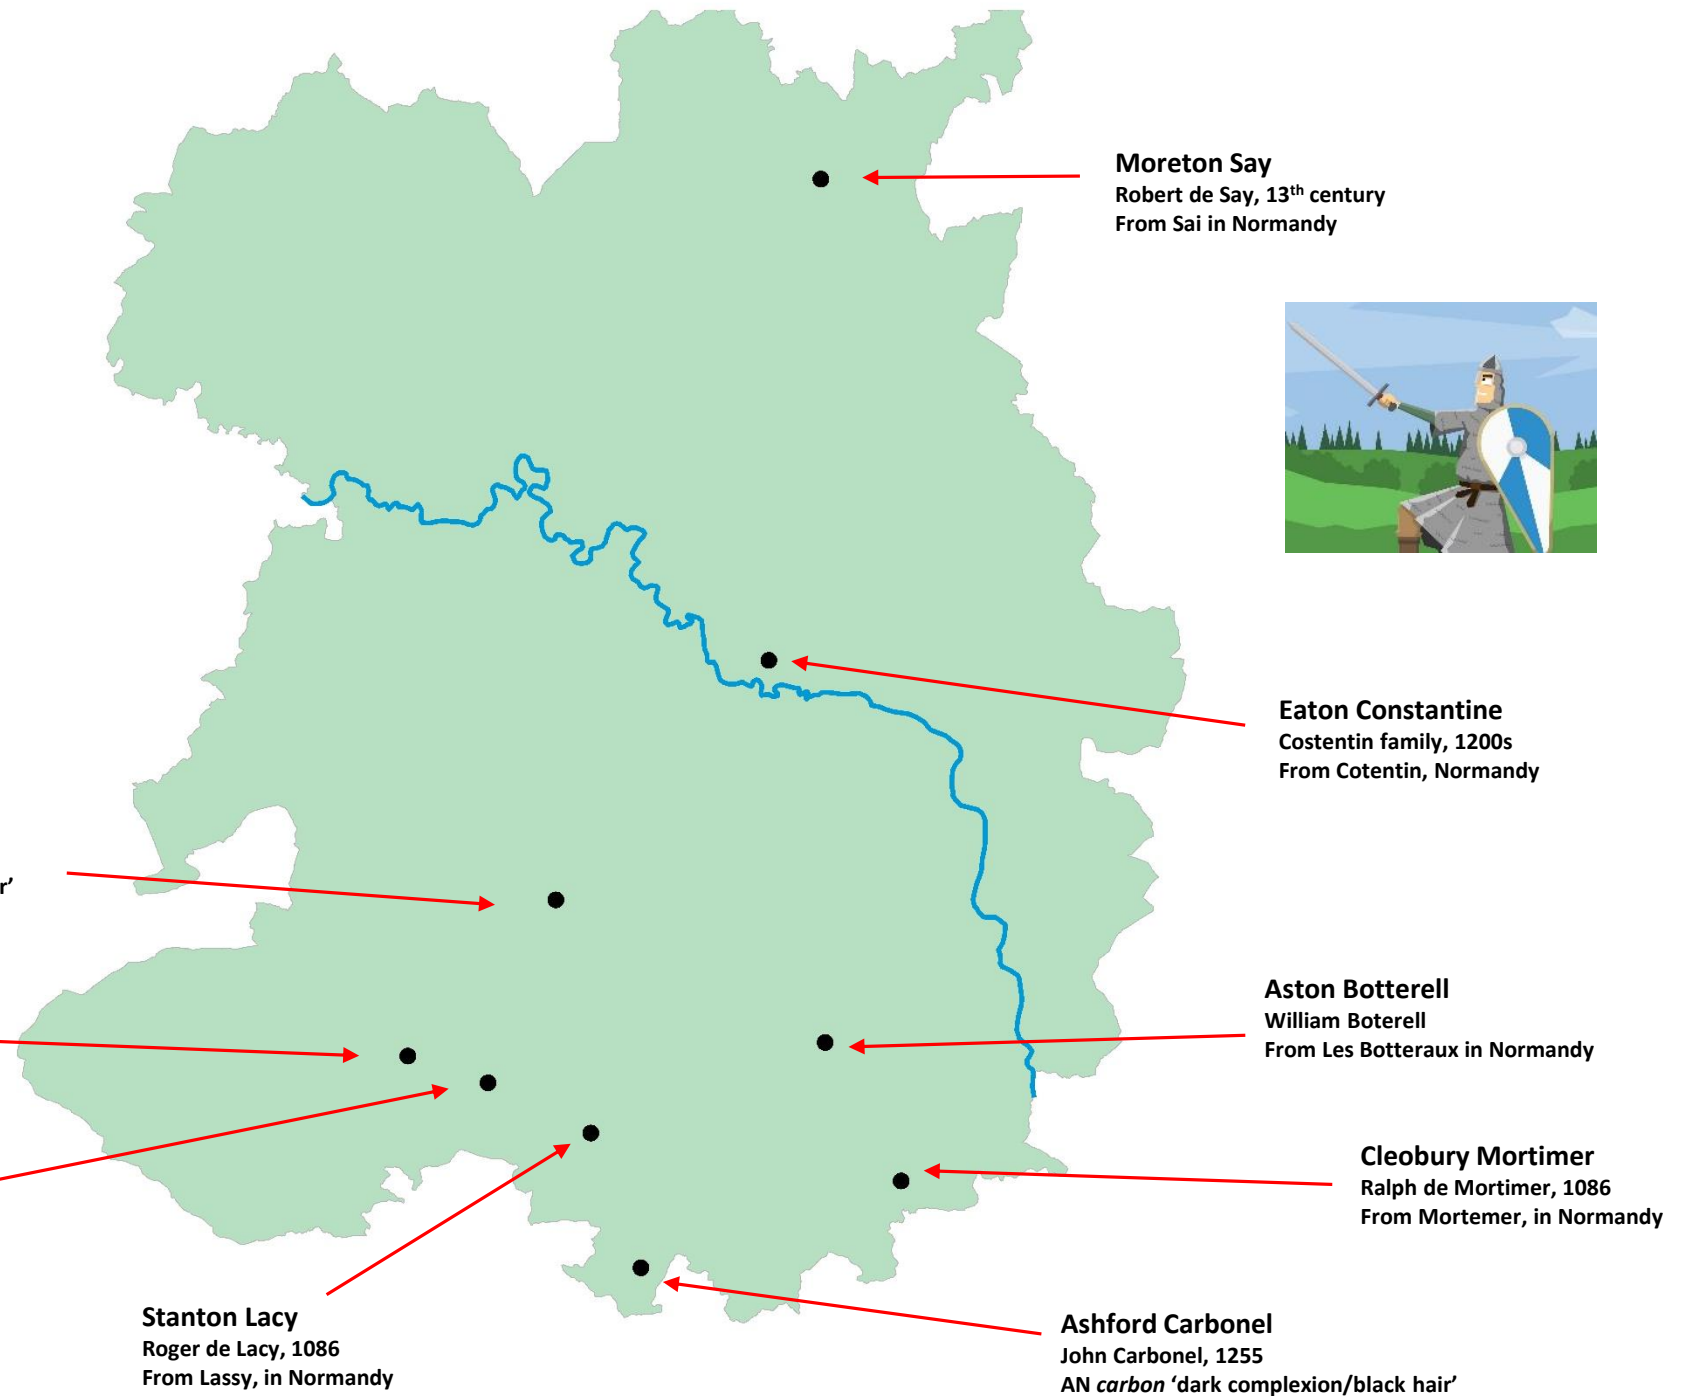 Moreton Say
Robert de Say, 13th century
From Sai in Normandy
Eaton Constantine
Costentin family, 1200s
From Cotentin, Normandy
r’
Aston Botterell
William Boterell
From Les Botteraux in Normandy
Cleobury Mortimer
Ralph de Mortimer, 1086
From Mortemer, in Normandy
Stanton Lacy
Roger de Lacy, 1086
From Lassy, in Normandy
Ashford Carbonel
John Carbonel, 1255
AN carbon ‘dark complexion/black hair’